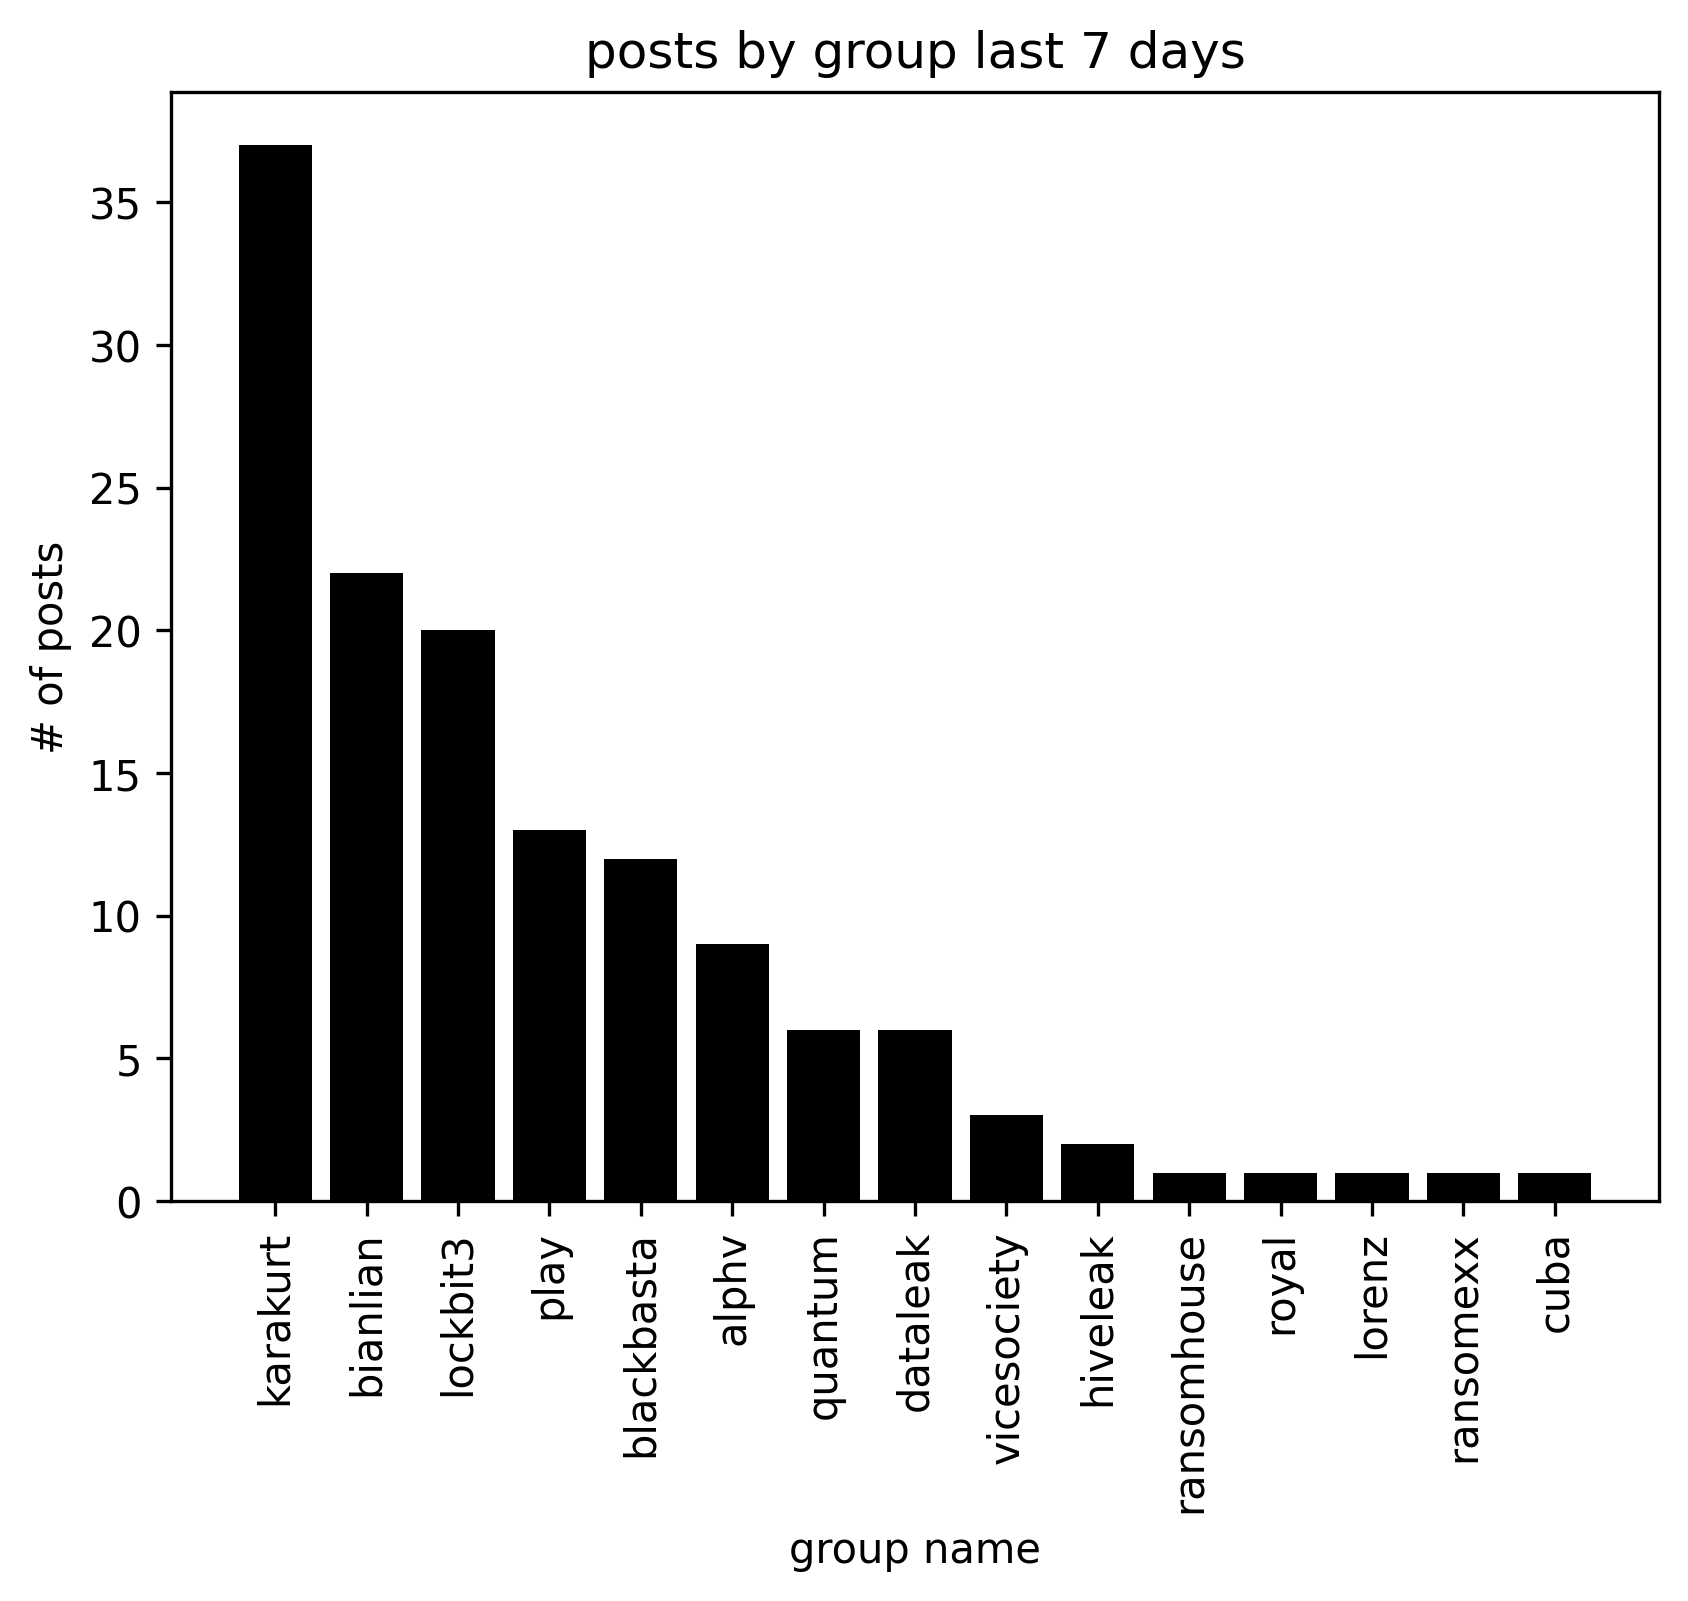 posts by group last 7 days
# of posts
35
30
25
20
15
10
5
0
karakurt
bianlian
lockbit3
play
blackbasta
alphv
quantum
dataleak
vicesociety
hiveleak
ransomhouse
royal
lorenz
ransomexx
cuba
group name